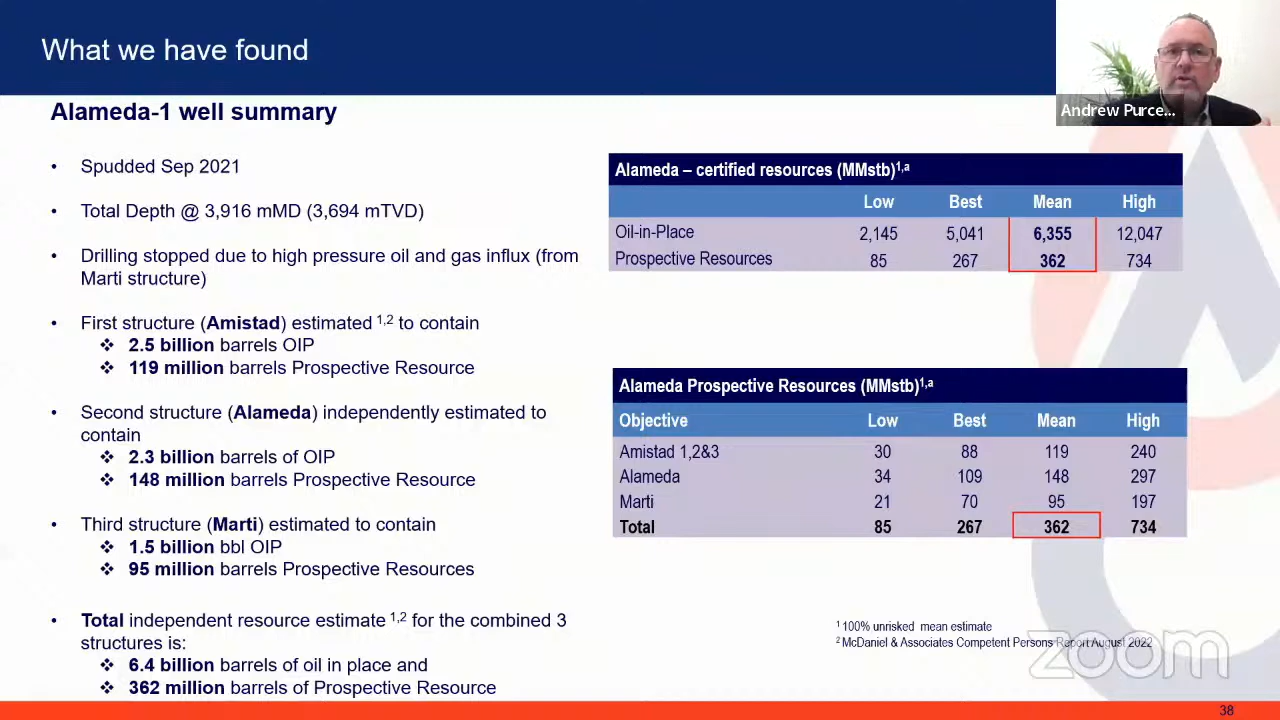 What we have found
Andrew Purce...
Alameda-1 well summary
• Spudded Sep 2021
• Total Depth @ 3,916 mMD (3,694 mTVD)
• Drilling stopped due to high pressure oil and gas influx (from
Marti structure)
• First structure (Amistad) estimated 1,2 to contain
❖ 2.5 billion barrels OIP
❖ 119 million barrels Prospective Resource
• Second structure (Alameda) independently estimated to
contain
❖ 2.3 billion barrels of OIP
❖ 148 million barrels Prospective Resource
• Third structure (Marti) estimated to contain
❖ 1.5 billion bbl OIP
❖ 95 million barrels Prospective Resources
• Total independent resource estimate 1,2 for the combined 3
structures is:
❖ 6.4 billion barrels of oil in place and
❖ 362 million barrels of Prospective Resource
Alameda – certified resources (MMstb)1,a
Low Best Mean High
Oil-in-Place 2,145 5,041 6,355 12,047
Prospective Resources 85 267 362 734
Alameda Prospective Resources (MMstb)1,a
Objective Low Best Mean High
Amistad 1,2&3 30 88 119 240
Alameda 34 109 148 297
Marti 21 70 95 197
Total 85 267 362 734
1 100% unrisked mean estimate
2 McDaniel & Associates Competent Persons Report August 2022
zoom
38